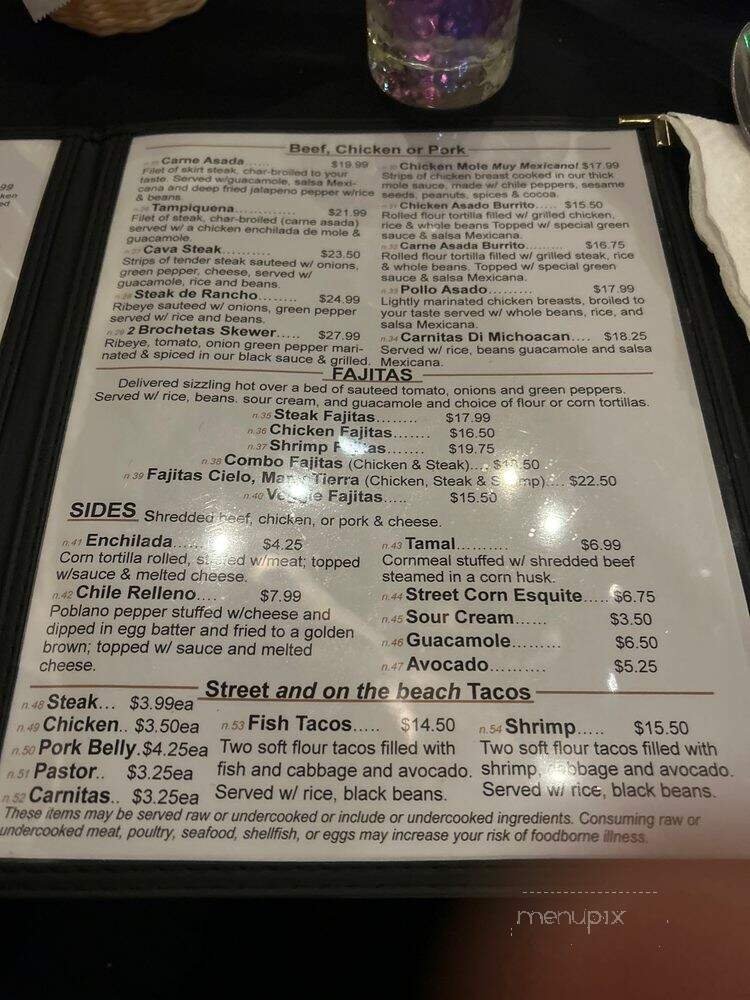 Beef, Chicken or Pork
Carne Asada..... $19.99
Filet of skirt steak, char-broiled to your
taste. Served w/guacamole, salsa Mexi-
cana and deep fried jalapeno pepper w/rice
& beans.
Tampiquena............ $21.99
Filet of steak, char-broiled (carne asada)
served w/ a chicken enchilada de mole &
guacamole.
Cava Steak.......... $23.50
Strips of tender steak sauteed w/ onions,
green pepper, cheese, served w/
guacamole, rice and beans.
Steak de Rancho........ $24.99
Ribeye sauteed w/ onions, green pepper
served w/ rice and beans.
n.29 2 Brochetas Skewer..... $27.99
Ribeye, tomato, onion green pepper mari-
nated & spiced in our black sauce & grilled.
Chicken Mole Muy Mexicano! $17.99
Strips of chicken breast cooked in our thick
mole sauce, made w/ chile peppers, sesame
seeds, peanuts, spices & cocoa.
Chicken Asado Burrito..... $15.50
Rolled flour tortilla filled w/ grilled chicken,
rice & whole beans Topped w/ special green
sauce & salsa Mexicana.
n.32 Carne Asada Burrito......... $16.75
Rolled flour tortilla filled w/ grilled steak, rice
& whole beans. Topped w/ special green
sauce & salsa Mexicana.
n.33 Pollo Asado.......... $17.99
Lightly marinated chicken breasts, broiled to
your taste served w/ whole beans, rice, and
salsa Mexicana.
n.34 Carnitas Di Michoacan.... $18.25
Served w/ rice, beans guacamole and salsa
Mexicana.
FAJITAS
Delivered sizzling hot over a bed of sauteed tomato, onions and green peppers.
Served w/ rice, beans. sour cream, and guacamole and choice of flour or corn tortillas.
n.35 Steak Fajitas........ $17.99
n.36 Chicken Fajitas....... $16.50
n.37 Shrimp ....... $19.75
n.38 Combo Fajitas (Chicken & Steak)....
n.39 Fajitas Cielo, Mar y Tierra (Chicken, Steak & Shrimp).... $22.50
n.40 Veggie Fajitas..... $15.50
SIDES Shredded beef, chicken, or pork & cheese.
n.41 Enchilada...... $4.25
Corn tortilla rolled, stuffed w/meat; topped
w/sauce & melted cheese.
n.42 Chile Relleno.... $7.99
Poblano pepper stuffed w/cheese and
dipped in egg batter and fried to a golden
brown; topped w/ sauce and melted
cheese.
n.43 Tamal.......... $6.99
Cornmeal stuffed w/ shredded beef
steamed in a corn husk.
n.44 Street Corn Esquite..... $6.75
n.45 Sour Cream...... $3.50
n.46 Guacamole......... $6.50
n.47 Avocado.......... $5.25
Street and on the beach Tacos
n.48 Steak... $3.99ea
n.49 Chicken.. $3.50ea
n.50 Pork Belly.$4.25ea
n.51 Pastor.. $3.25ea
n.52 Carnitas.. $3.25ea
n.53 Fish Tacos..... $14.50
Two soft flour tacos filled with
fish and cabbage and avocado.
Served w/ rice, black beans.
n.54 Shrimp..... $15.50
Two soft flour tacos filled with
shrimp, cabbage and avocado.
Served w/ rice, black beans.
These items may be served raw or undercooked or include or undercooked ingredients. Consuming raw or
undercooked meat, poultry, seafood, shellfish, or eggs may increase your risk of foodborne illness.
menupix